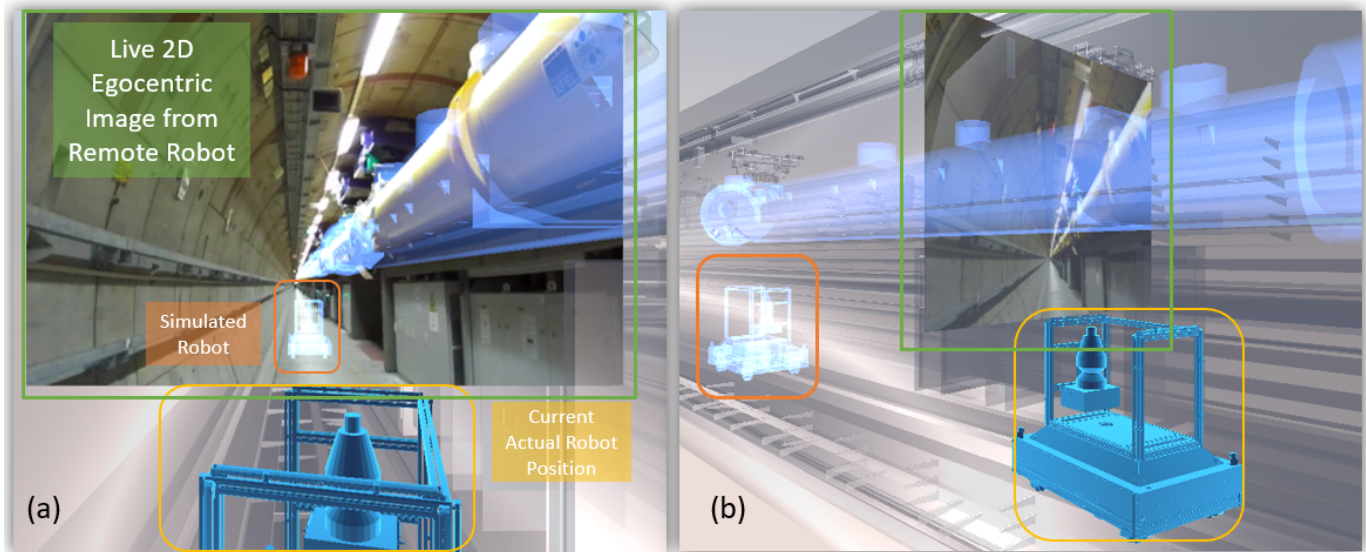 Live 2D
Egocentric
Image from
Remote Robot
Simulated
Robot
Current
Actual Robot
Position
(a)
(b)